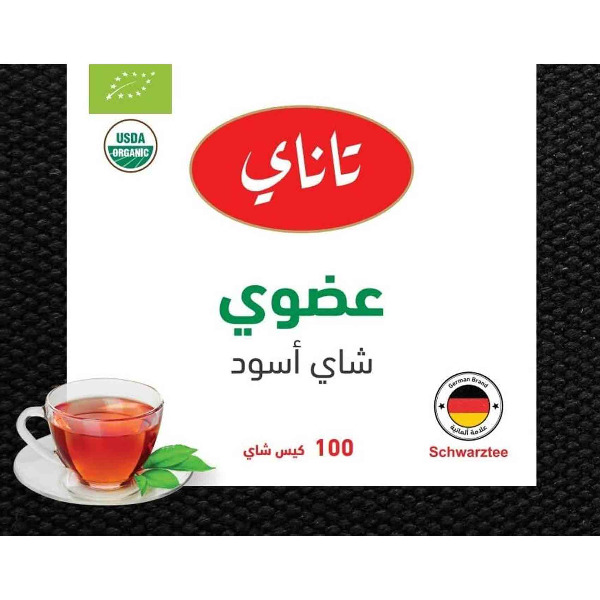 USDA
ORGANIC
تاناي
عضوي
شاي أسود
100 كيس شاي
German Brand
علامة ألمانية
Schwarztee